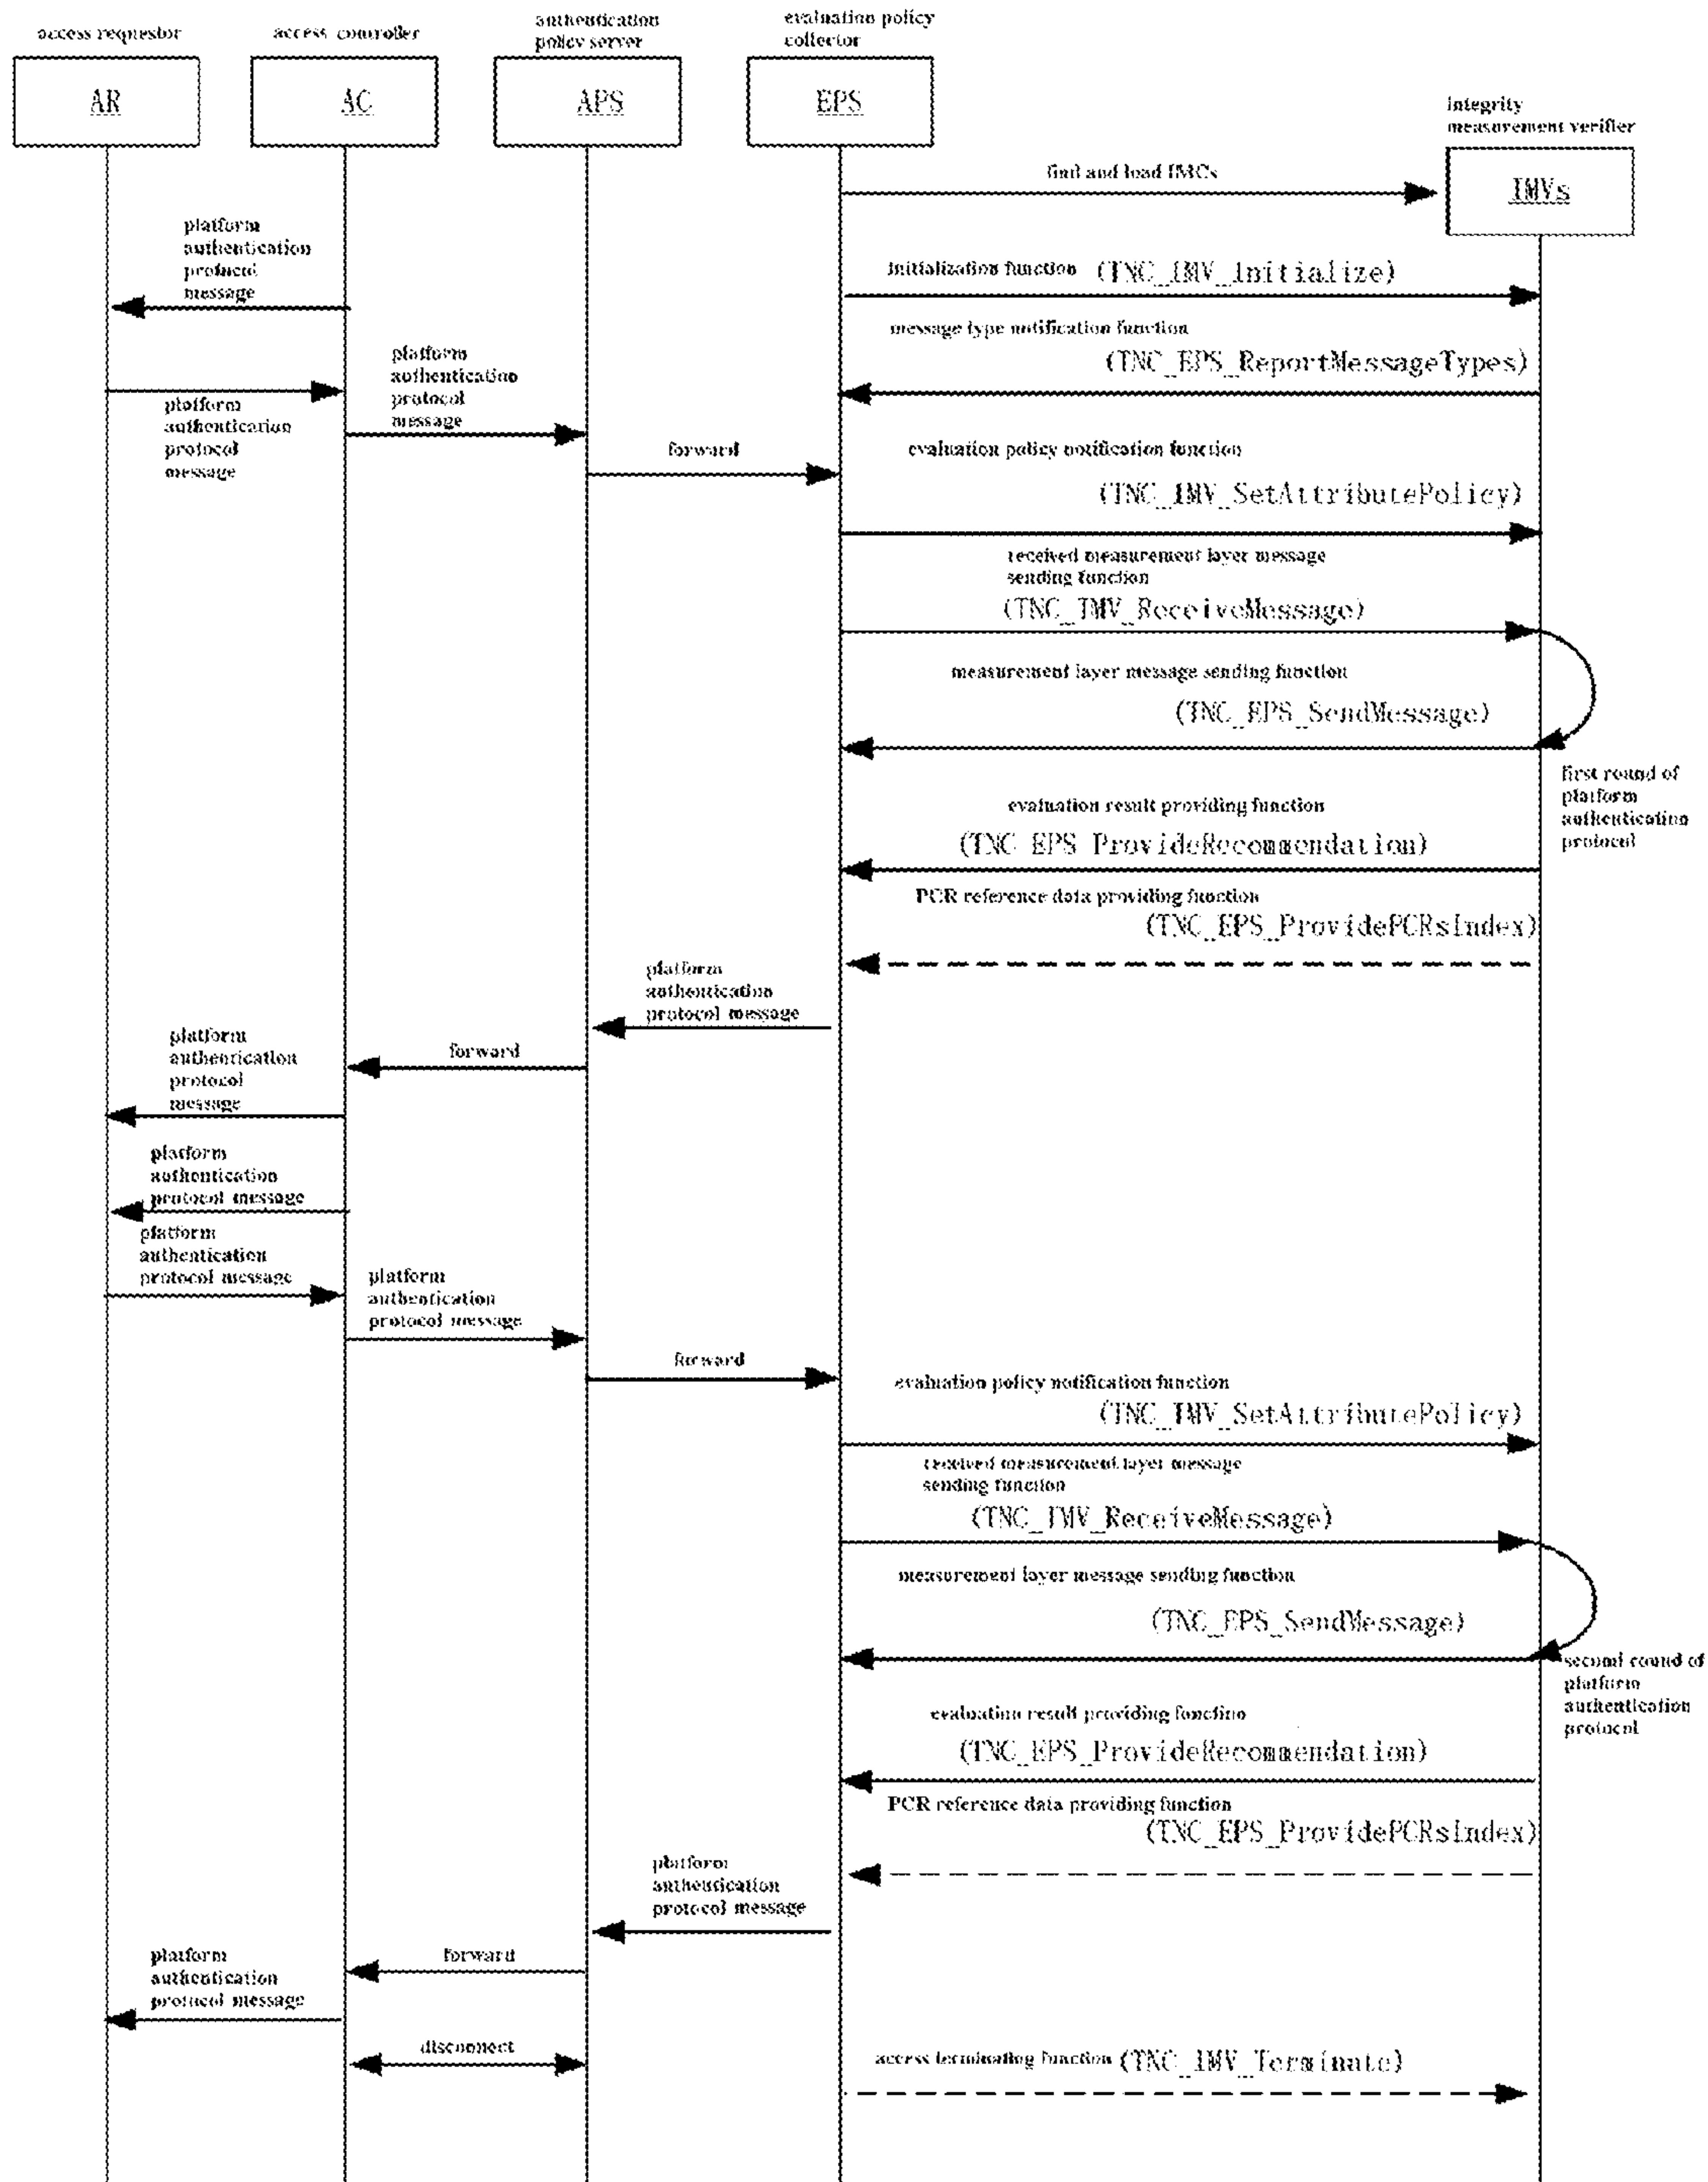 access requestor
access controller
authentication
policy server
evaluation policy
collector
AR
AC
APS
EPS
integrity
measurement verifier
IMVs
find and load IMCs
platform
authentication
protocol
message
initialization function (TNC_IMV_Initialize)
message type notification function
(TNC_EPS_ReportMessageTypes)
platform
authentication
protocol
message
platform
authentication
protocol
message
forward
evaluation policy notification function
(TNC_IMV_SetAttributePolicy)
received measurement layer message
sending function
(TNC_IMV_ReceiveMessage)
measurement layer message sending function
(TNC_EPS_SendMessage)
first round of
platform
authentication
protocol
evaluation result providing function
(TNC EPS ProvideRecommendation)
PCR reference data providing function
(TNC_EPS_ProvidePCRsIndex)
platform
authentication
protocol message
forward
platform
authentication
protocol
message
platform
authentication
protocol message
platform
authentication
protocol message
platform
authentication
protocol message
forward
evaluation policy notification function
(TNC_IMV_SetAttributePolicy)
received measurement layer message
sending function
(TNC_IMV_ReceiveMessage)
measurement layer message sending function
(TNC_EPS_SendMessage)
second round of
platform
authentication
protocol
evaluation result providing function
(TNC_EPS_ProvideRecommendation)
PCR reference data providing function
(TNC_EPS_ProvidePCRsIndex)
platform
authentication
protocol message
forward
platform
authentication
protocol message
disconnect
access terminating function (TNC_IMV_Terminate)